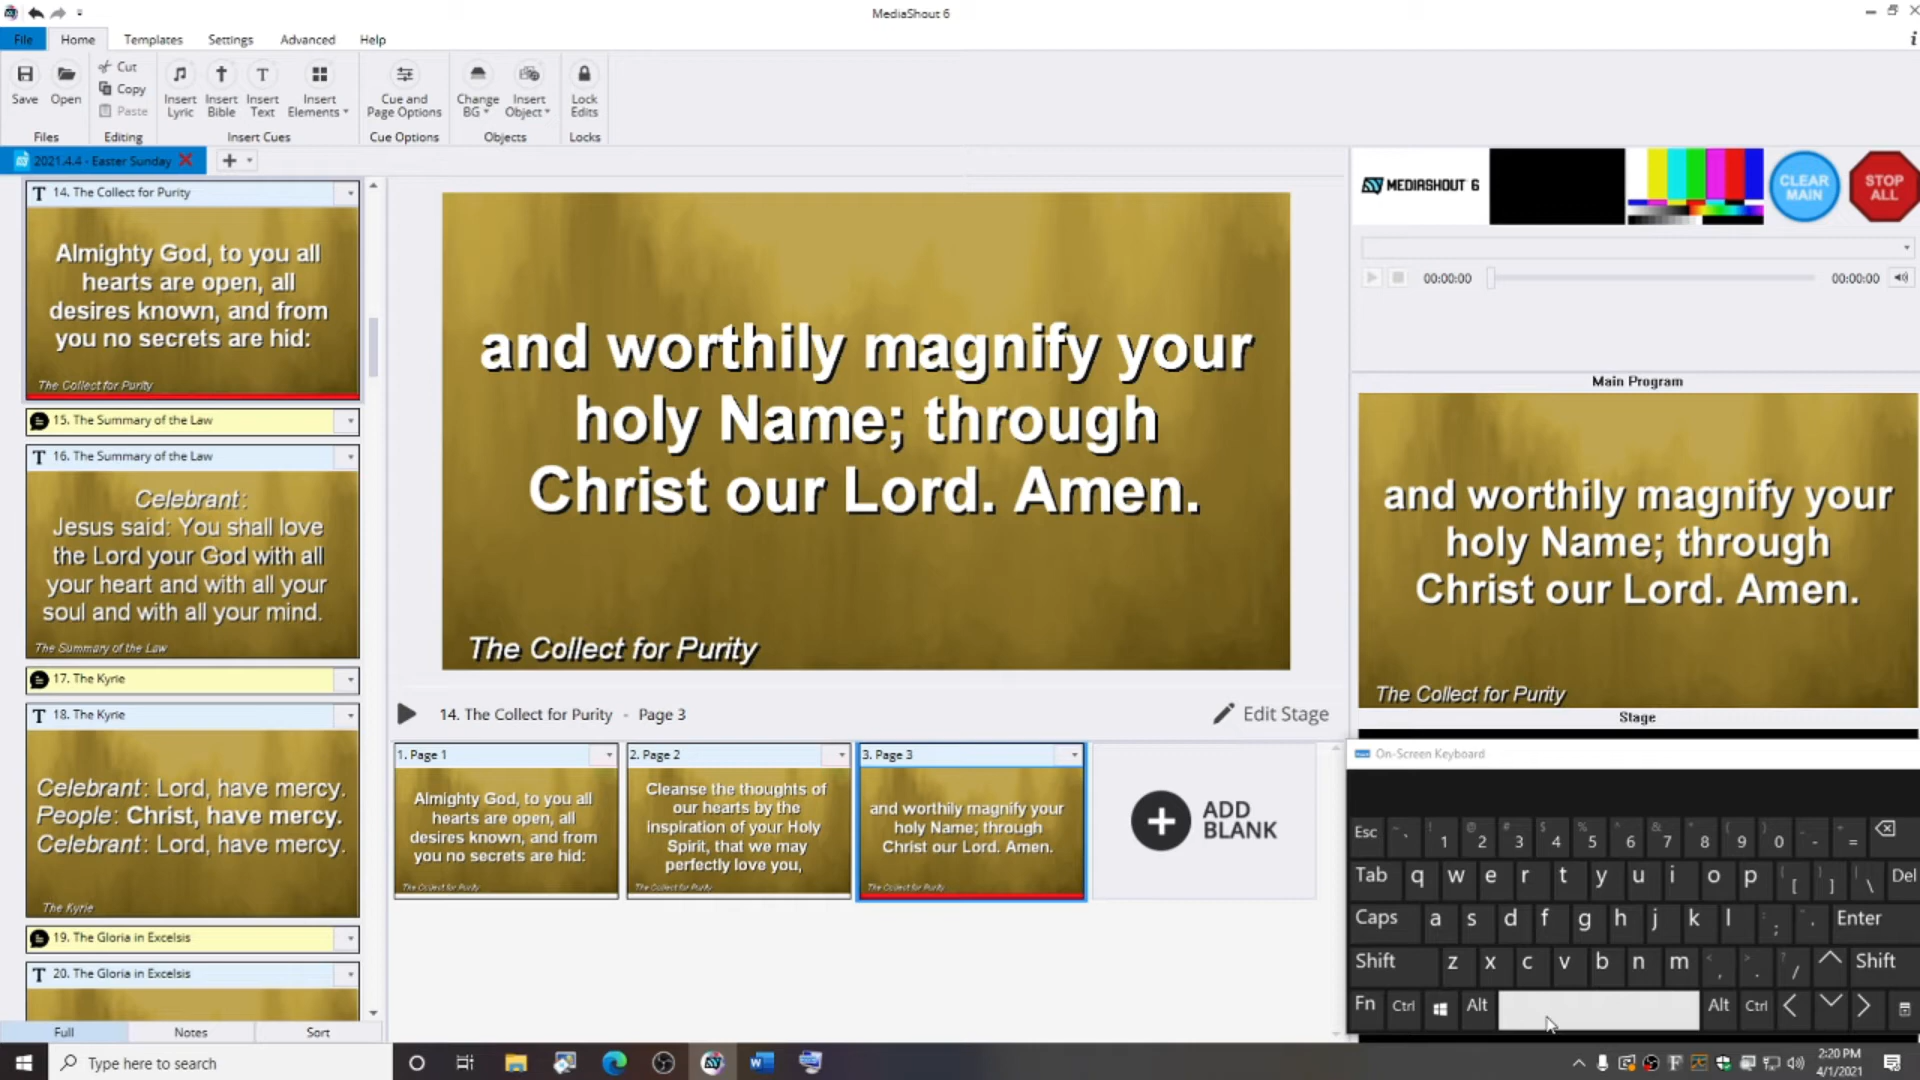 MediaShout 6
File Home Templates Settings Advanced Help
Cut
Copy
Paste
Save Open Insert Lyric Insert Bible Insert Text Insert Elements Cue and Page Options Change BG Insert Object Lock Edits
Files Editing Insert Cues Cue Options Objects Locks
2021.4.4 - Easter Sunday
T 14. The Collect for Purity
Almighty God, to you all
hearts are open, all
desires known, and from
you no secrets are hid:
The Collect for Purity
15. The Summary of the Law
T 16. The Summary of the Law
Celebrant:
Jesus said: You shall love
the Lord your God with all
your heart and with all your
soul and with all your mind.
The Summary of the Law
17. The Kyrie
T 18. The Kyrie
Celebrant: Lord, have mercy.
People: Christ, have mercy.
Celebrant: Lord, have mercy.
The Kyrie
19. The Gloria in Excelsis
T 20. The Gloria in Excelsis
Full Notes Sort
and worthily magnify your
holy Name; through
Christ our Lord. Amen.
The Collect for Purity
14. The Collect for Purity - Page 3
Edit Stage
1. Page 1
Almighty God, to you all
hearts are open, all
desires known, and from
you no secrets are hid:
The Collect for Purity
2. Page 2
Cleanse the thoughts of
our hearts by the
inspiration of your Holy
Spirit, that we may
perfectly love you,
The Collect for Purity
3. Page 3
and worthily magnify your
holy Name; through
Christ our Lord. Amen.
The Collect for Purity
ADD
BLANK
MEDIASHOUT 6
CLEAR
MAIN
STOP
ALL
00:00:00 00:00:00
Main Program
and worthily magnify your
holy Name; through
Christ our Lord. Amen.
The Collect for Purity
Stage
On-Screen Keyboard
Esc ~ ` ! 1 @ 2 # 3 $ 4 % 5 ^ 6 & 7 * 8 ( 9 ) 0 _ - + =
Tab q w e r t y u i o p { [ } ] | \ Del
Caps a s d f g h j k l : ; " ' Enter
Shift z x c v b n m < , > . ? / Shift
Fn Ctrl Alt Alt Ctrl
Type here to search
2:20 PM
4/1/2021